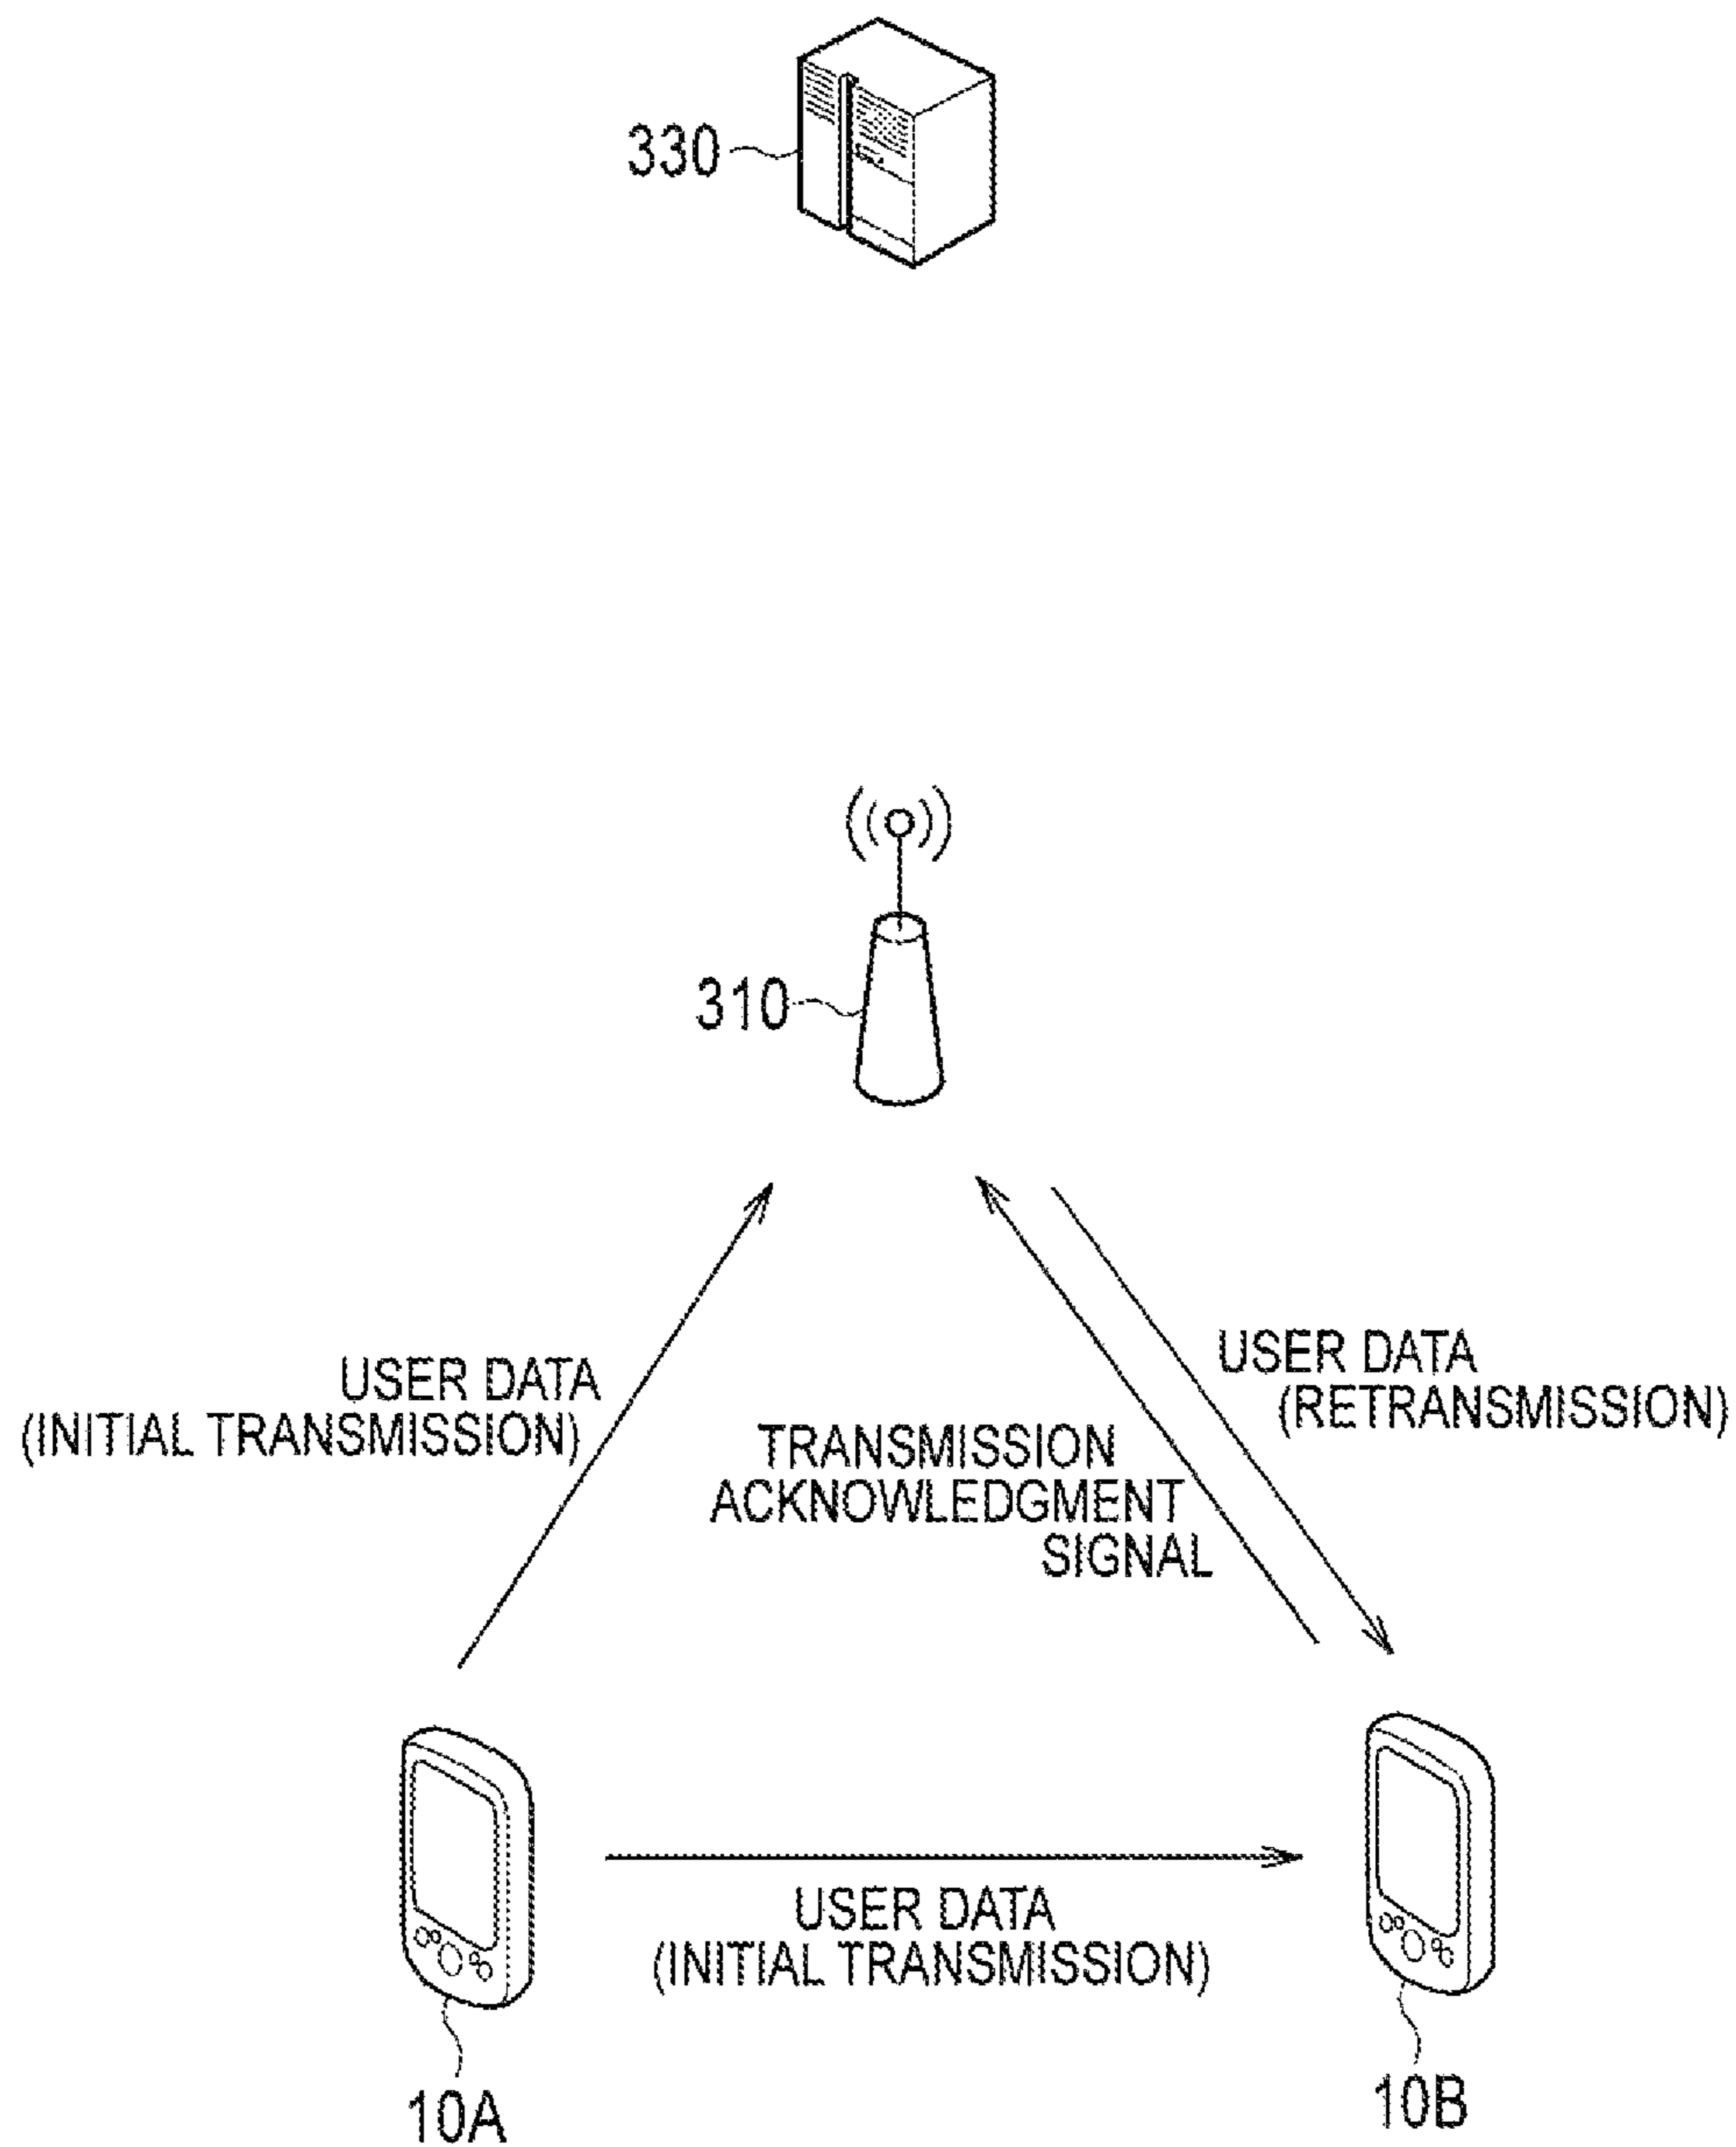 330
310
USER DATA
(INITIAL TRANSMISSION)
USER DATA
(RETRANSMISSION)
TRANSMISSION
ACKNOWLEDGMENT
SIGNAL
USER DATA
(INITIAL TRANSMISSION)
10A
10B